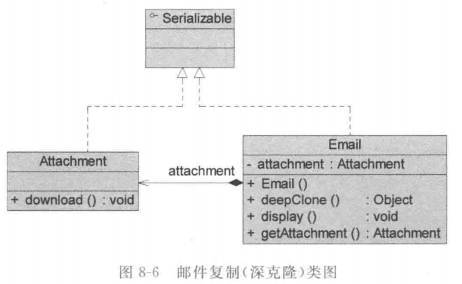 Serializable
Attachment
+ download () : void
attachment
Email
- attachment : Attachment
+ Email ()
+ deepClone () : Object
+ display () : void
+ getAttachment () : Attachment
图 8-6 邮件复制(深克隆)类图